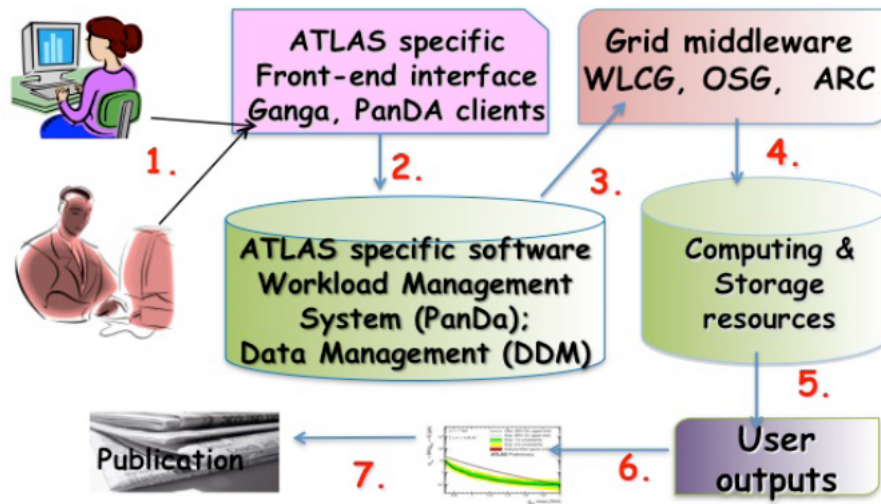 ATLAS specific
Front-end interface
Ganga, PanDA clients
Grid middleware
WLCG, OSG, ARC
1.
2.
3.
4.
ATLAS specific software
Workload Management
System (PanDa);
Data Management (DDM)
Computing &
Storage
resources
5.
Publication
7.
6.
User
outputs